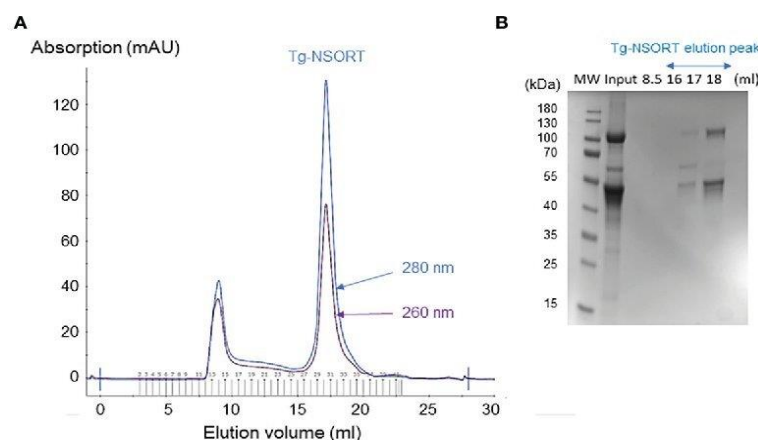 A
Absorption (mAU)
Tg-NSORT
120
100
80
60
40
20
0
280 nm
260 nm
0
5
10
15
20
25
30
Elution volume (ml)
B
Tg-NSORT elution peak
(kDa) MW Input 8.5 16 17 18 (ml)
180
130
100
70
55
40
35
25
15